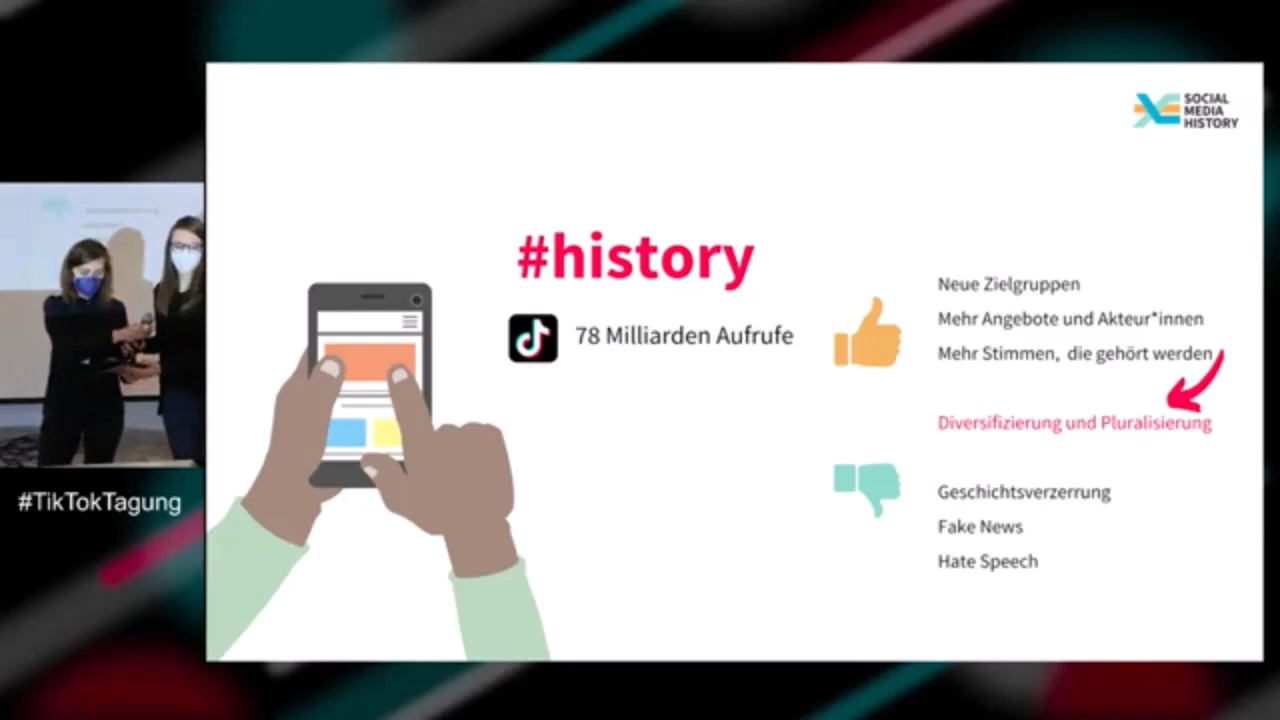 SOCIAL
MEDIA
HISTORY
#history
78 Milliarden Aufrufe
Neue Zielgruppen
Mehr Angebote und Akteur*innen
Mehr Stimmen, die gehört werden
Diversifizierung und Pluralisierung
Geschichtsverzerrung
Fake News
Hate Speech
#TikTokTagung